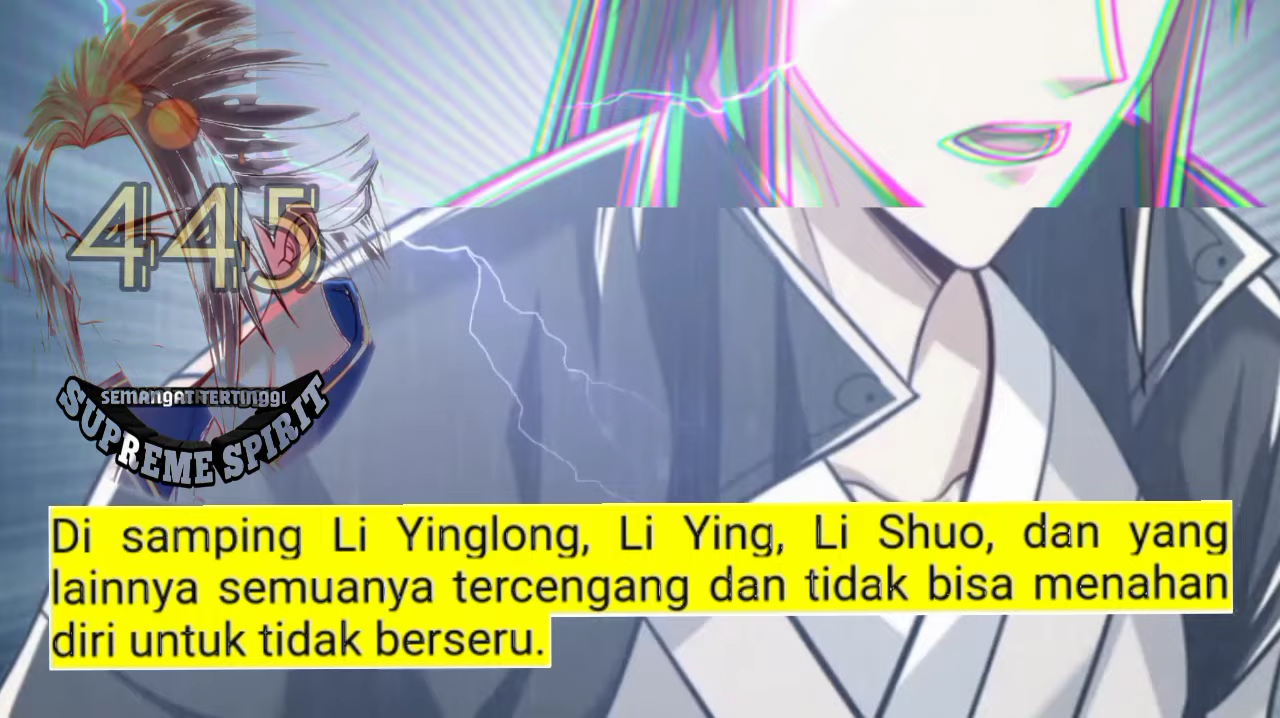 445
SEMANGAT TERTINGGI
SUPREME SPIRIT
Di samping Li Yinglong, Li Ying, Li Shuo, dan yang
lainnya semuanya tercengang dan tidak bisa menahan
diri untuk tidak berseru.